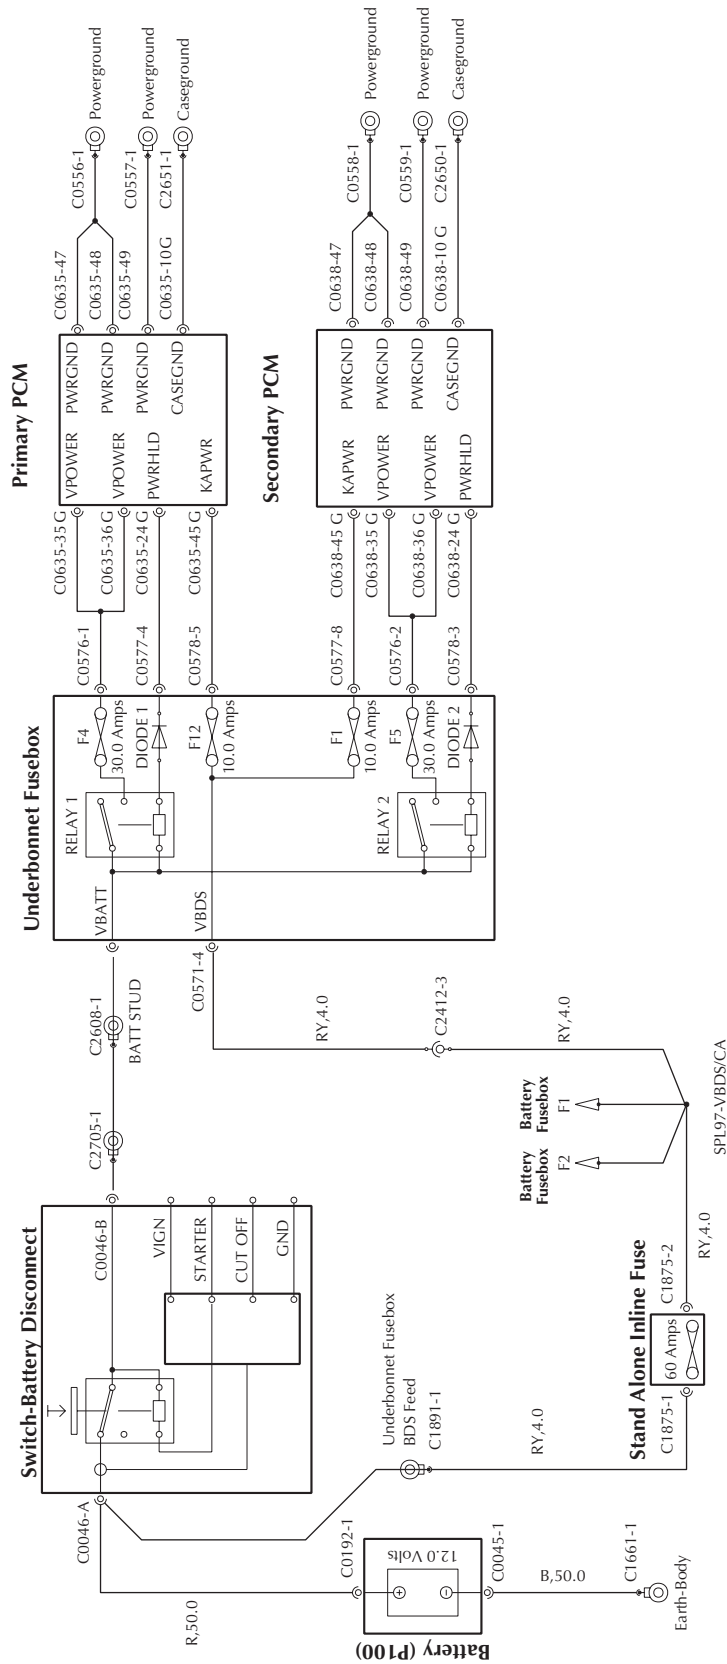 Switch-Battery Disconnect
C0046-A
C0046-B
VIGN
STARTER
CUT OFF
GND
R,50.0
C0192-1
12.0 Volts
Battery (P100)
C0045-1
B,50.0
C1661-1
Earth-Body
Underbonnet Fusebox
BDS Feed
C1891-1
RY,4.0
Stand Alone Inline Fuse
C1875-1
60 Amps
C1875-2
RY,4.0
SPL97-VBDS/CA
Battery
Fusebox
F2
Battery
Fusebox
F1
RY,4.0
C2412-3
RY,4.0
C2705-1
C2608-1
BATT STUD
C0571-4
Underbonnet Fusebox
VBATT
VBDS
RELAY 1
F4
30.0 Amps
DIODE 1
F12
10.0 Amps
F1
10.0 Amps
RELAY 2
F5
30.0 Amps
DIODE 2
C0576-1
C0577-4
C0578-5
C0577-8
C0576-2
C0578-3
Primary PCM
C0635-35 G
C0635-36 G
C0635-24 G
C0635-45 G
VPOWER
VPOWER
PWRHLD
KAPWR
PWRGND
PWRGND
PWRGND
CASEGND
C0635-47
C0635-48
C0635-49
C0635-10G
C0556-1
C0557-1
C2651-1
Powerground
Powerground
Caseground
Secondary PCM
C0638-45 G
C0638-35 G
C0638-36 G
C0638-24 G
KAPWR
VPOWER
VPOWER
PWRHLD
PWRGND
PWRGND
PWRGND
CASEGND
C0638-47
C0638-48
C0638-49
C0638-10 G
C0558-1
C0559-1
C2650-1
Powerground
Powerground
Caseground